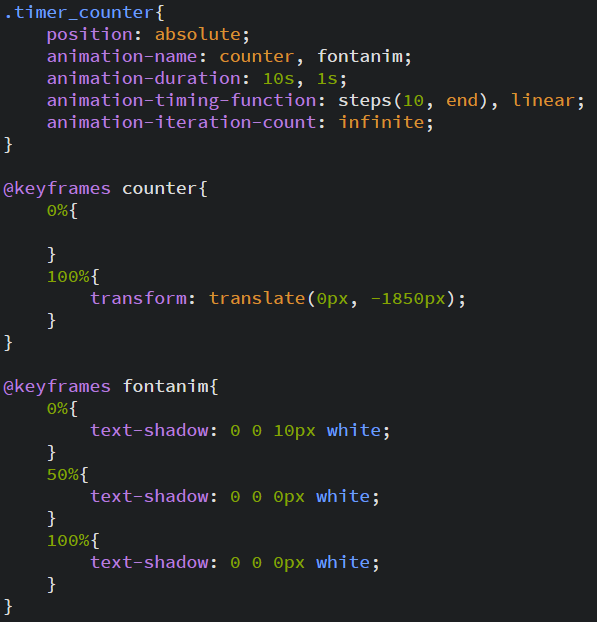 .timer_counter{
    position: absolute;
    animation-name: counter, fontanim;
    animation-duration: 10s, 1s;
    animation-timing-function: steps(10, end), linear;
    animation-iteration-count: infinite;
}

@keyframes counter{
    0%{

    }
    100%{
        transform: translate(0px, -1850px);
    }
}

@keyframes fontanim{
    0%{
        text-shadow: 0 0 10px white;
    }
    50%{
        text-shadow: 0 0 0px white;
    }
    100%{
        text-shadow: 0 0 0px white;
    }
}